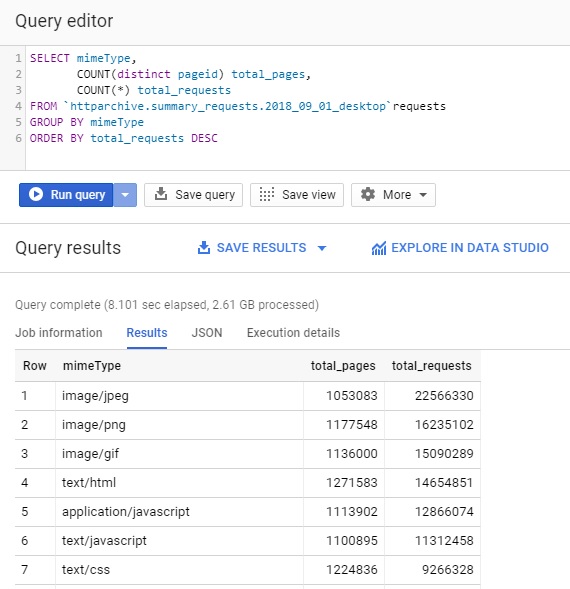 Query editor
1 SELECT mimeType,
2 COUNT(distinct pageid) total_pages,
3 COUNT(*) total_requests
4 FROM `httparchive.summary_requests.2018_09_01_desktop`requests
5 GROUP BY mimeType
6 ORDER BY total_requests DESC
Run query Save query Save view More
Query results SAVE RESULTS EXPLORE IN DATA STUDIO
Query complete (8.101 sec elapsed, 2.61 GB processed)
Job information Results JSON Execution details
Row mimeType total_pages total_requests
1 image/jpeg 1053083 22566330
2 image/png 1177548 16235102
3 image/gif 1136000 15090289
4 text/html 1271583 14654851
5 application/javascript 1113902 12866074
6 text/javascript 1100895 11312458
7 text/css 1224836 9266328